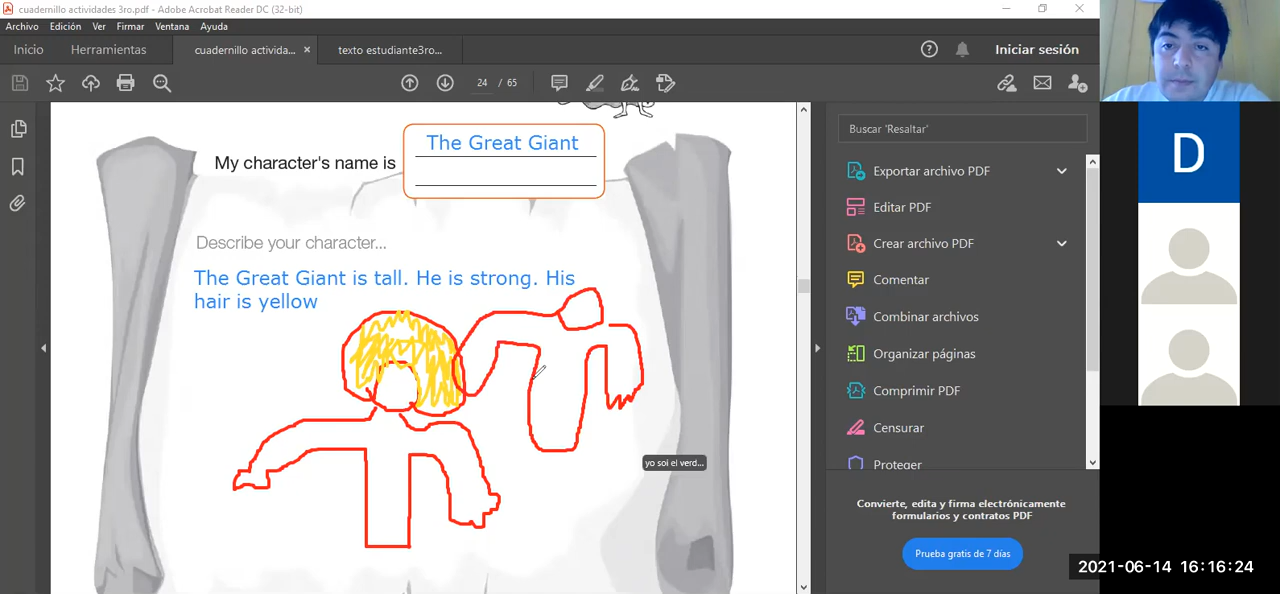 cuadernillo actividades 3ro.pdf - Adobe Acrobat Reader DC (32-bit)
Archivo Edición Ver Firmar Ventana Ayuda
Inicio Herramientas cuadernillo activida... × texto estudiante3ro... Iniciar sesión
24 / 65
My character's name is
The Great Giant
Describe your character...
The Great Giant is tall. He is strong. His
hair is yellow
yo soi el verd...
Buscar 'Resaltar'
Exportar archivo PDF
Editar PDF
Crear archivo PDF
Comentar
Combinar archivos
Organizar páginas
Comprimir PDF
Censurar
Proteger
Convierte, edita y firma electrónicamente
formularios y contratos PDF
Prueba gratis de 7 días
D
2021-06-14 16:16:24